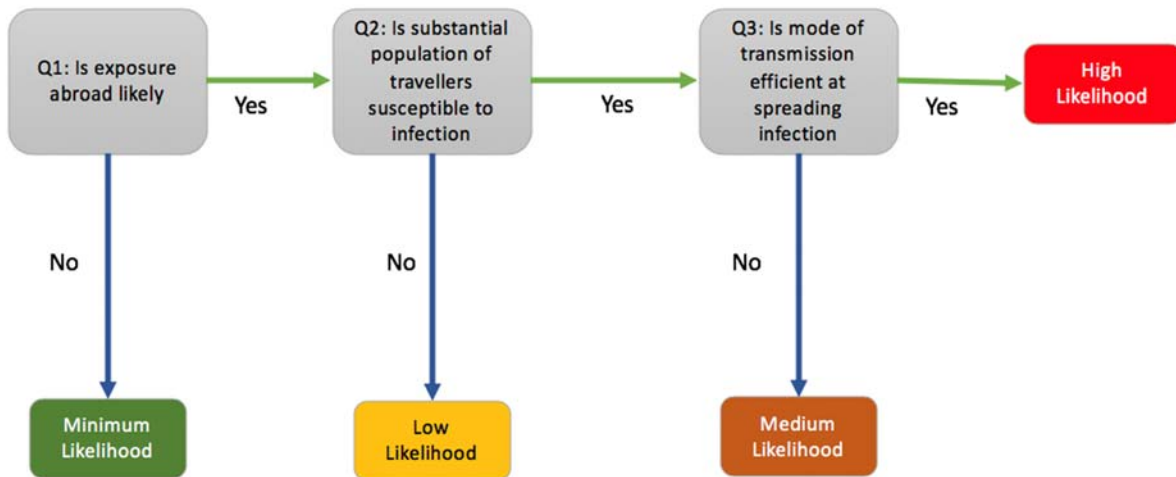 Q1: Is exposure
abroad likely
Yes
Q2: Is substantial
population of
travellers
susceptible to
infection
Yes
Q3: Is mode of
transmission
efficient at
spreading
infection
Yes
High
Likelihood
No
No
No
Minimum
Likelihood
Low
Likelihood
Medium
Likelihood